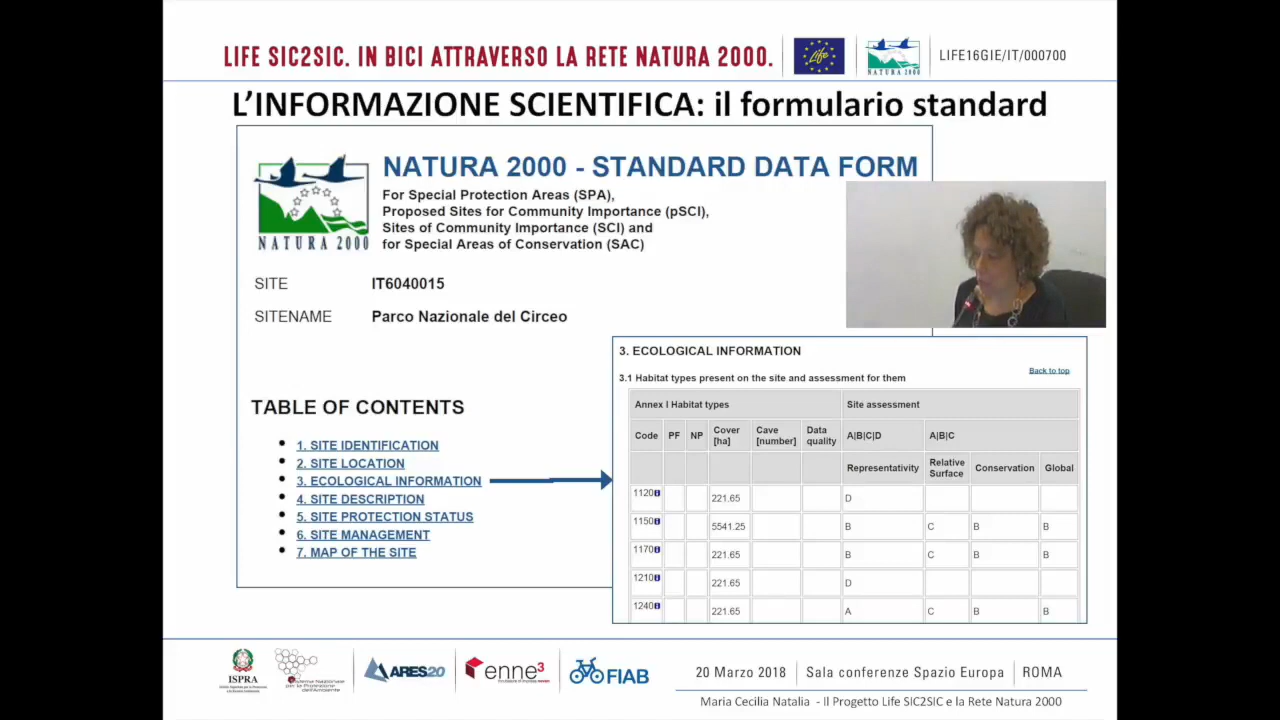 LIFE SIC2SIC. IN BICI ATTRAVERSO LA RETE NATURA 2000.
Life
NATURA 2000
LIFE16GIE/IT/000700
L'INFORMAZIONE SCIENTIFICA: il formulario standard
NATURA 2000
NATURA 2000 - STANDARD DATA FORM
For Special Protection Areas (SPA),
Proposed Sites for Community Importance (pSCI),
Sites of Community Importance (SCI) and
for Special Areas of Conservation (SAC)
SITE IT6040015
SITENAME Parco Nazionale del Circeo
TABLE OF CONTENTS
1. SITE IDENTIFICATION
2. SITE LOCATION
3. ECOLOGICAL INFORMATION
4. SITE DESCRIPTION
5. SITE PROTECTION STATUS
6. SITE MANAGEMENT
7. MAP OF THE SITE
3. ECOLOGICAL INFORMATION
Back to top
3.1 Habitat types present on the site and assessment for them
Annex I Habitat types Site assessment
Code PF NP Cover [ha] Cave [number] Data quality A|B|C|D A|B|C
Representativity Relative Surface Conservation Global
1120 221.65 D
1150 5541.25 B C B B
1170 221.65 B C B B
1210 221.65 D
1240 221.65 A C B B
ISPRA
ARES20
enne3
FIAB
20 Marzo 2018 Sala conferenze Spazio Europa ROMA
Maria Cecilia Natalia - Il Progetto Life SIC2SIC e la Rete Natura 2000